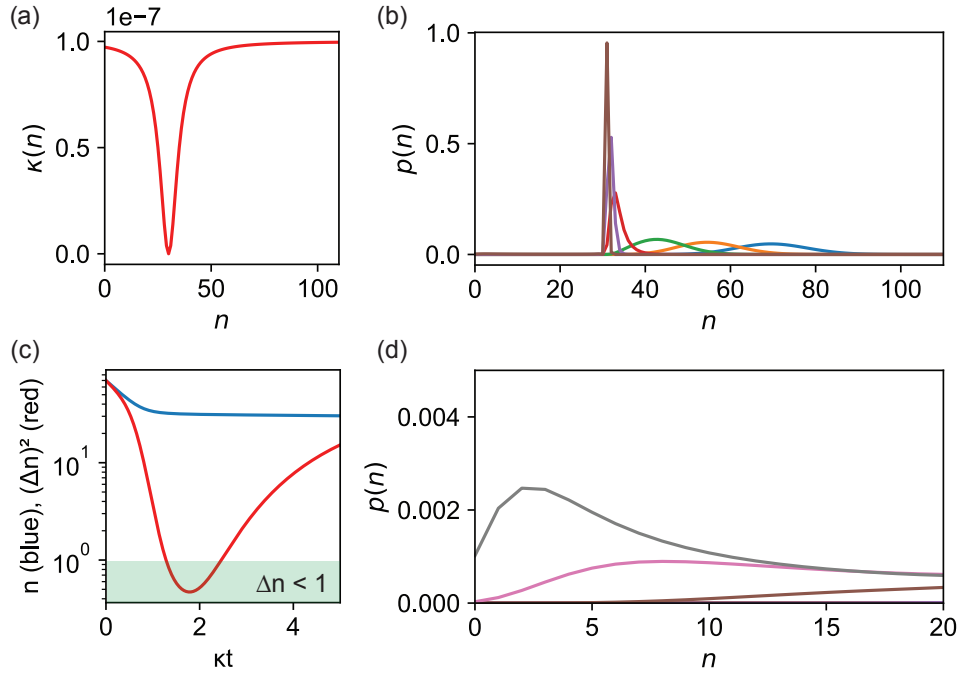 (a)
1e-7
1.0
0.5
0.0
κ(n)
0
50
100
n
(b)
1.0
0.5
0.0
p(n)
0
20
40
60
80
100
n
(c)
10¹
10⁰
n (blue), (Δn)² (red)
Δn < 1
0
2
4
κt
(d)
0.004
0.002
0.000
p(n)
0
5
10
15
20
n